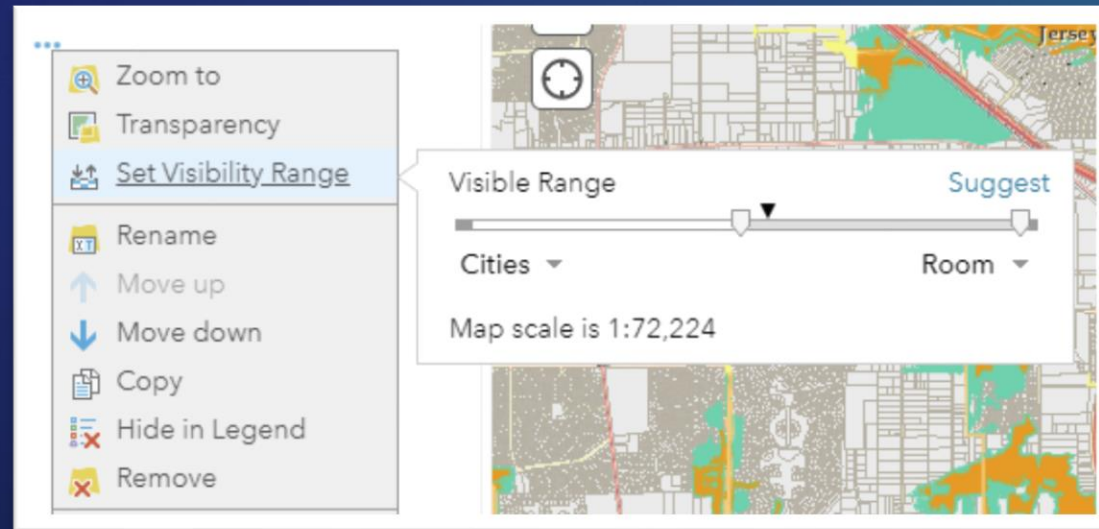 Zoom to
Transparency
Set Visibility Range
Rename
Move up
Move down
Copy
Hide in Legend
Remove
Visible Range
Suggest
Cities
Room
Map scale is 1:72,224
Jersey